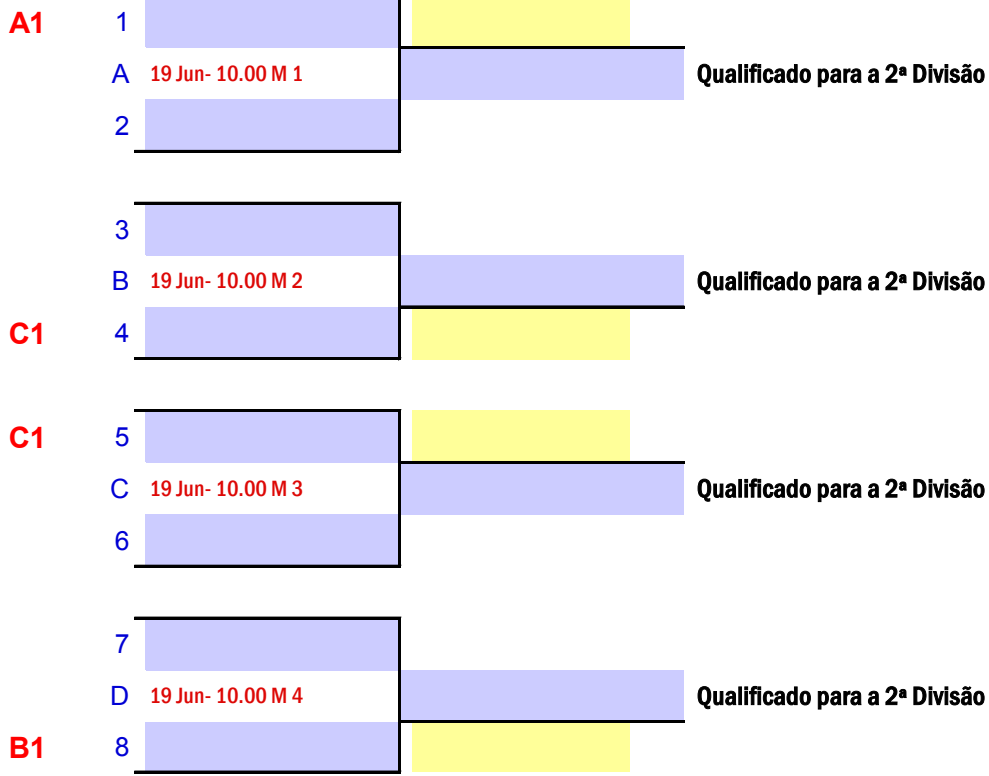 A1 1
A 19 Jun- 10.00 M 1 Qualificado para a 2ª Divisão
2
3
B 19 Jun- 10.00 M 2 Qualificado para a 2ª Divisão
C1 4
C1 5
C 19 Jun- 10.00 M 3 Qualificado para a 2ª Divisão
6
7
D 19 Jun- 10.00 M 4 Qualificado para a 2ª Divisão
B1 8